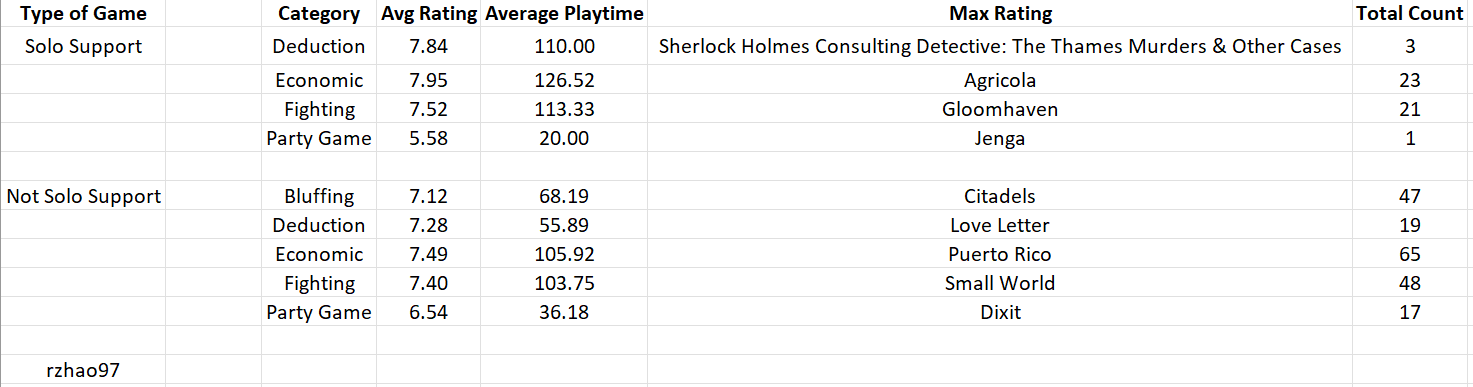 Type of Game Category Avg Rating Average Playtime Max Rating Total Count
Solo Support Deduction 7.84 110.00 Sherlock Holmes Consulting Detective: The Thames Murders & Other Cases 3
Economic 7.95 126.52 Agricola 23
Fighting 7.52 113.33 Gloomhaven 21
Party Game 5.58 20.00 Jenga 1
Not Solo Support Bluffing 7.12 68.19 Citadels 47
Deduction 7.28 55.89 Love Letter 19
Economic 7.49 105.92 Puerto Rico 65
Fighting 7.40 103.75 Small World 48
Party Game 6.54 36.18 Dixit 17
rzhao97